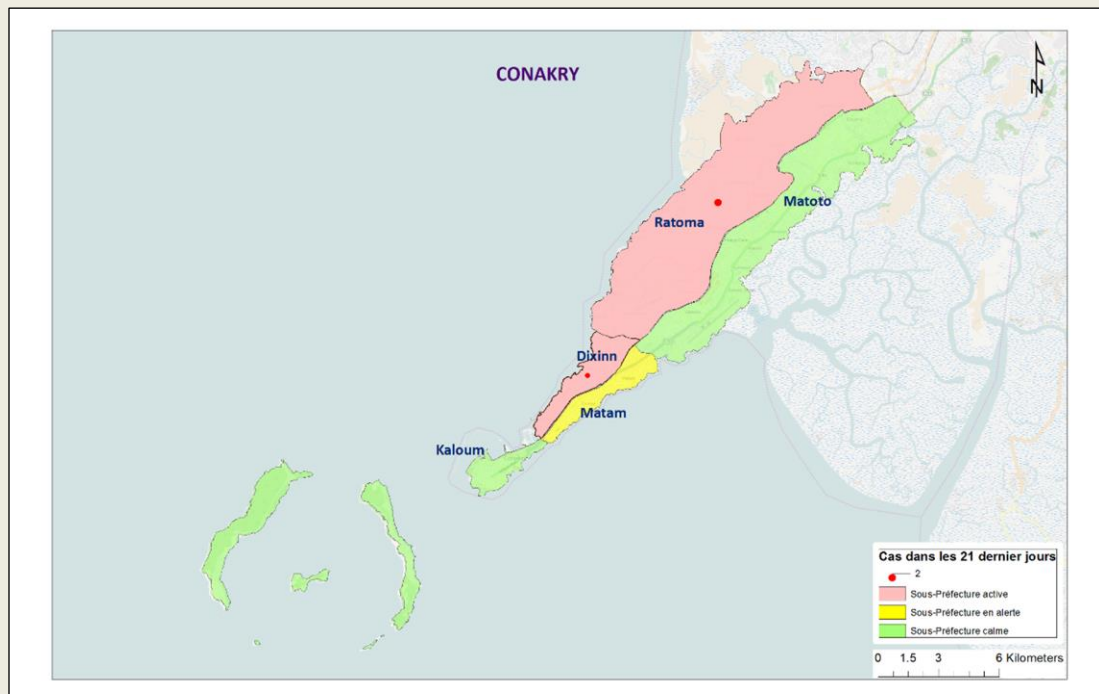 CONAKRY
N
Ratoma
Matoto
Dixinn
Matam
Kaloum
Cas dans les 21 dernier jours
2
Sous-Préfecture active
Sous-Préfecture en alerte
Sous-Préfecture calme
0 1.5 3 6 Kilometers